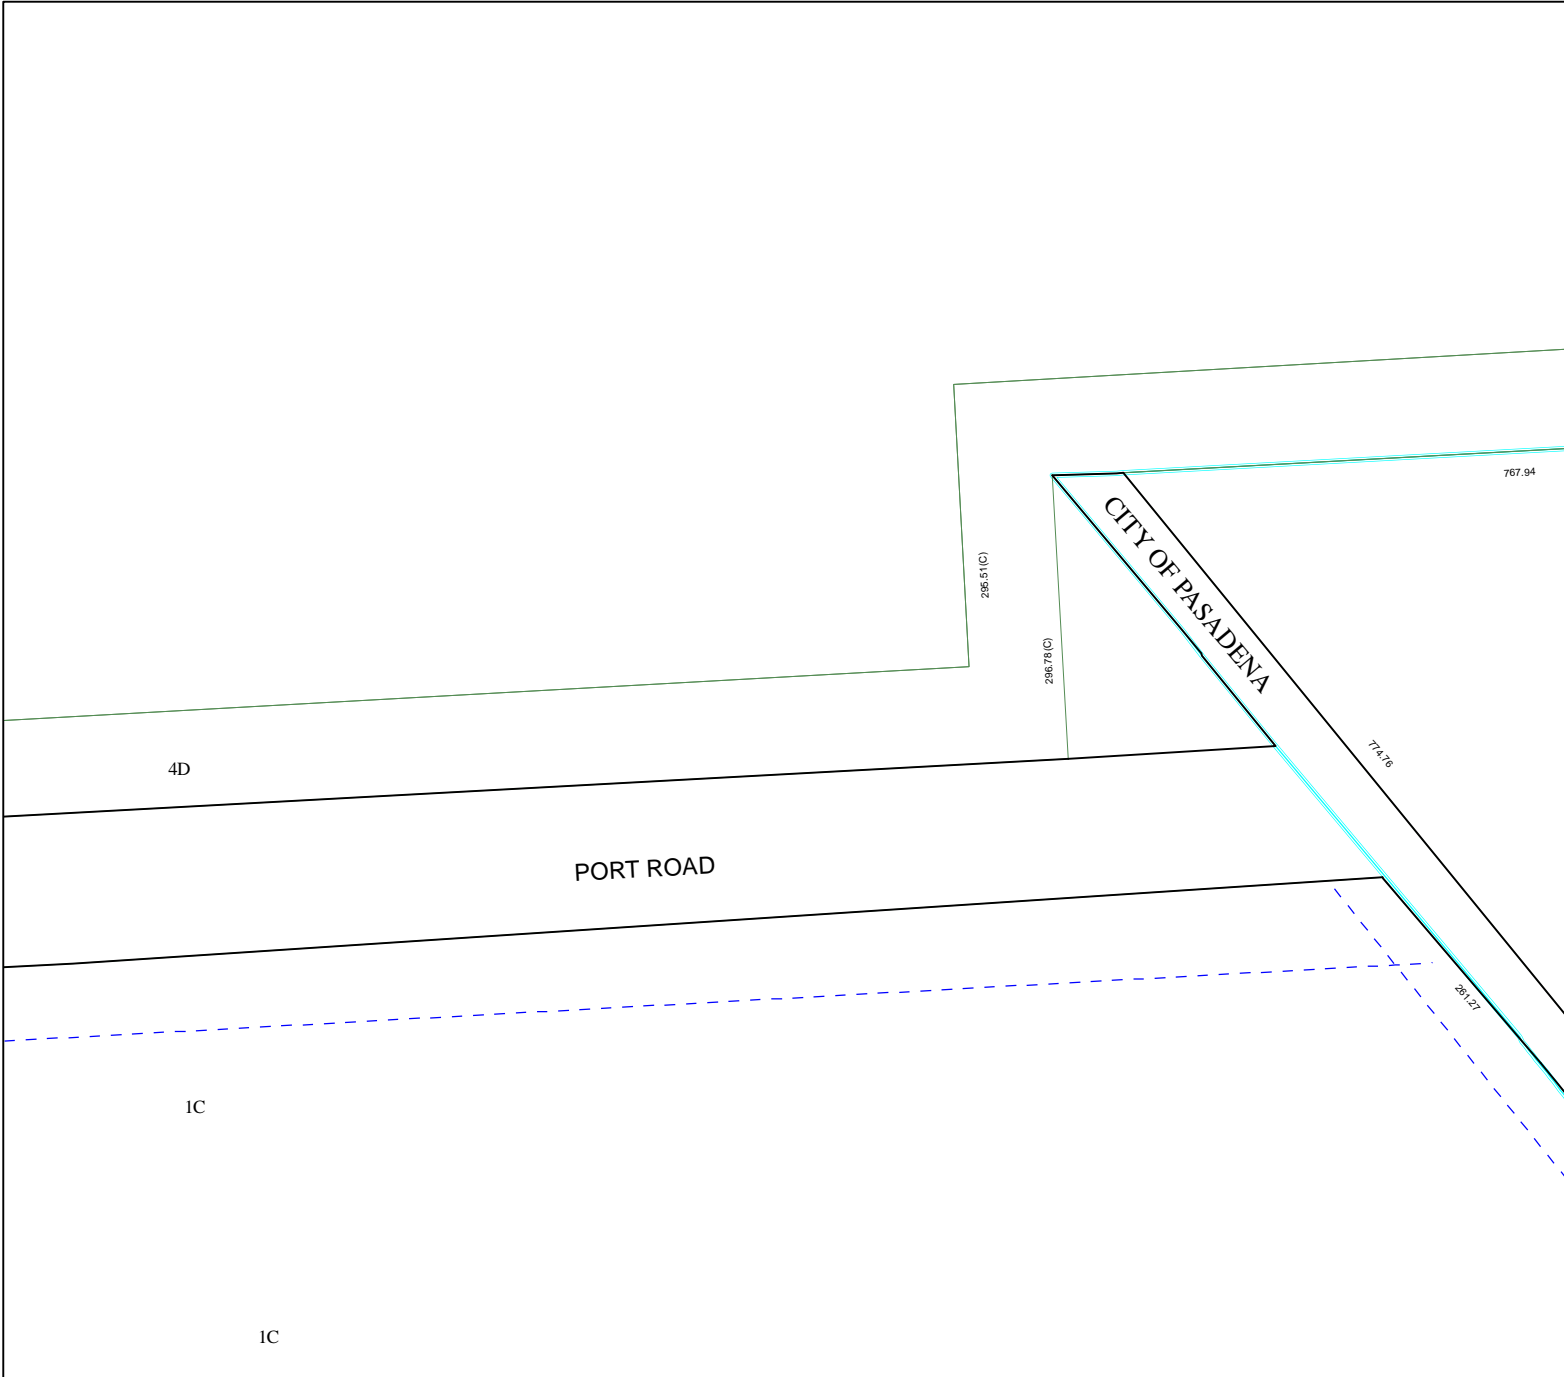 767.94
CITY OF PASADENA
295.51(C)
296.78(C)
774.76
4D
PORT ROAD
261.27
1C
1C